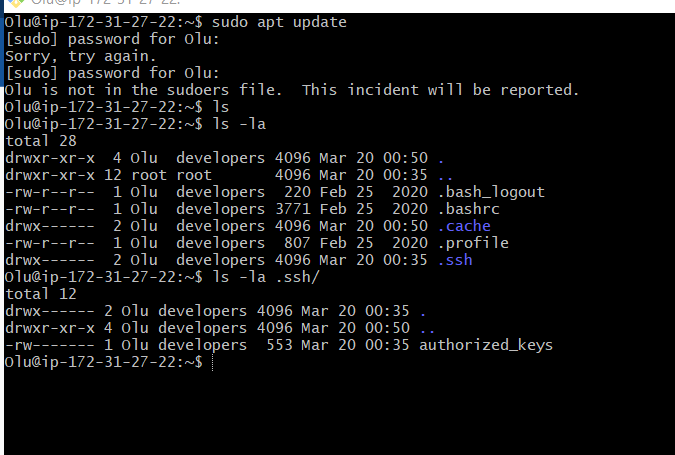 Olu@ip-172-31-27-22:~$ sudo apt update
[sudo] password for Olu:
Sorry, try again.
[sudo] password for Olu:
Olu is not in the sudoers file.  This incident will be reported.
Olu@ip-172-31-27-22:~$ ls
Olu@ip-172-31-27-22:~$ ls -la
total 28
drwxr-xr-x  4 Olu  developers 4096 Mar 20 00:50 .
drwxr-xr-x 12 root root       4096 Mar 20 00:35 ..
-rw-r--r--  1 Olu  developers  220 Feb 25  2020 .bash_logout
-rw-r--r--  1 Olu  developers 3771 Feb 25  2020 .bashrc
drwx------  2 Olu  developers 4096 Mar 20 00:50 .cache
-rw-r--r--  1 Olu  developers  807 Feb 25  2020 .profile
drwx------  2 Olu  developers 4096 Mar 20 00:35 .ssh
Olu@ip-172-31-27-22:~$ ls -la .ssh/
total 12
drwx------ 2 Olu developers 4096 Mar 20 00:35 .
drwxr-xr-x 4 Olu developers 4096 Mar 20 00:50 ..
-rw------- 1 Olu developers  553 Mar 20 00:35 authorized_keys
Olu@ip-172-31-27-22:~$